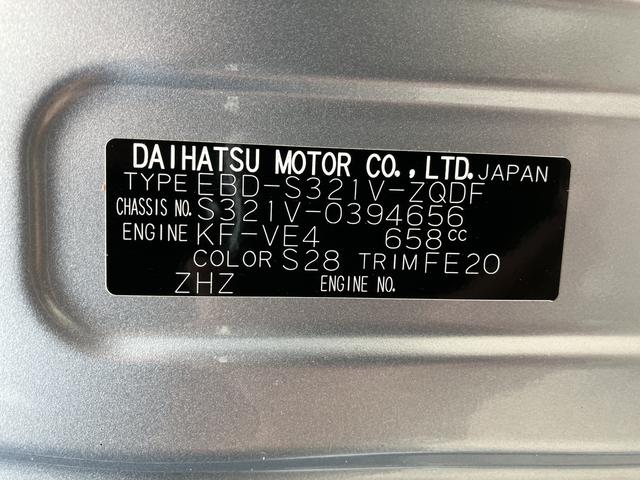 DAIHATSU MOTOR CO., LTD. JAPAN
TYPE EBD-S321V-ZQDF
CHASSIS NO. S321V-0394656
ENGINE KF-VE4 658cc
COLOR S28 TRIM FE20
ZHZ ENGINE NO.